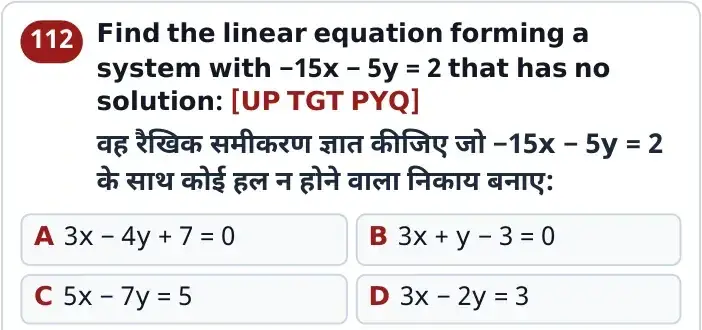 112 Find the linear equation forming a
system with −15x − 5y = 2 that has no
solution: [UP TGT PYQ]
वह रैखिक समीकरण ज्ञात कीजिए जो −15x − 5y = 2
के साथ कोई हल न होने वाला निकाय बनाए:
A 3x − 4y + 7 = 0 B 3x + y − 3 = 0
C 5x − 7y = 5 D 3x − 2y = 3